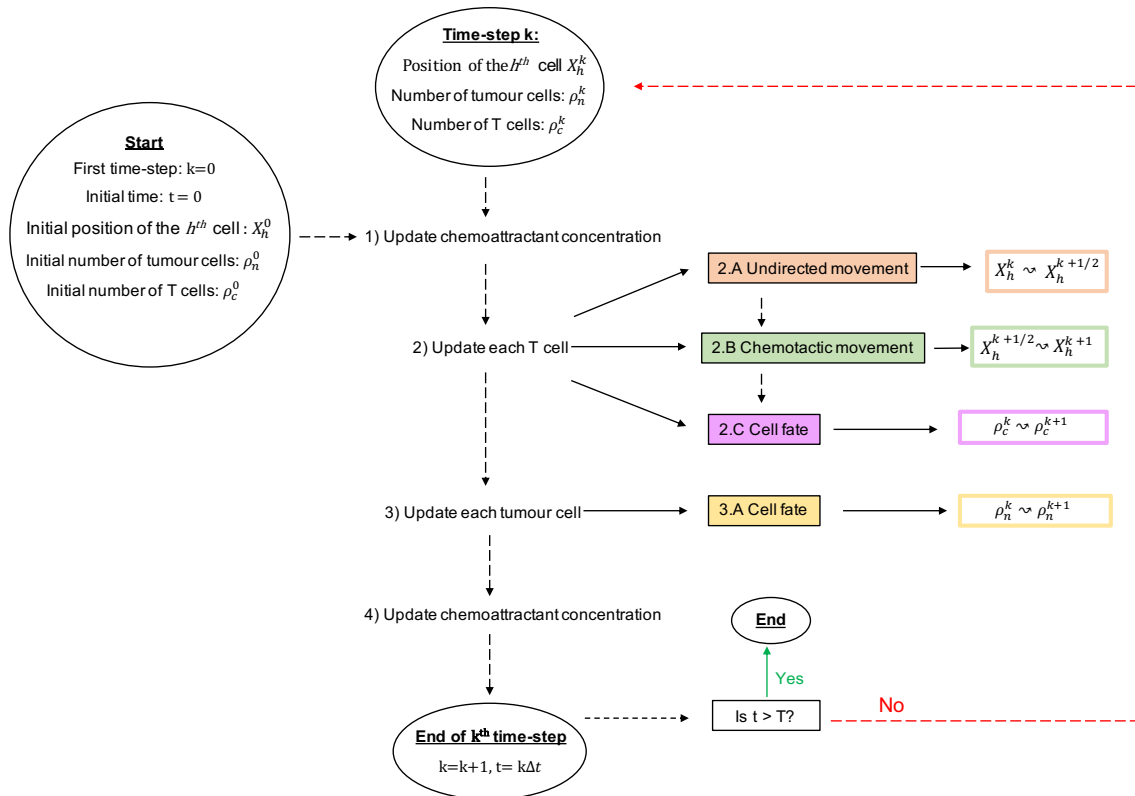 Time-step k:
Position of the h^th cell X_h^k
Number of tumour cells: ρ_n^k
Number of T cells: ρ_c^k
Start
First time-step: k=0
Initial time: t = 0
Initial position of the h^th cell : X_h^0
Initial number of tumour cells: ρ_n^0
Initial number of T cells: ρ_c^0
1) Update chemoattractant concentration
2.A Undirected movement
X_h^k ⤳ X_h^{k+1/2}
2) Update each T cell
2.B Chemotactic movement
X_h^{k+1/2} ⤳ X_h^{k+1}
2.C Cell fate
ρ_c^k ⤳ ρ_c^{k+1}
3) Update each tumour cell
3.A Cell fate
ρ_n^k ⤳ ρ_n^{k+1}
4) Update chemoattractant concentration
End
Yes
Is t > T?
No
End of k^th time-step
k=k+1, t= kΔt